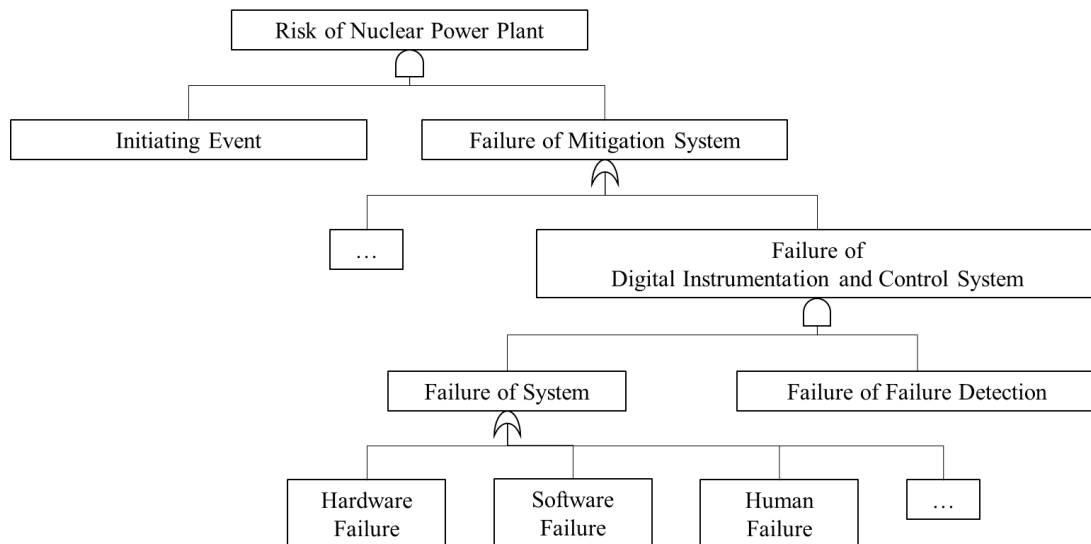 Risk of Nuclear Power Plant
Initiating Event
Failure of Mitigation System
…
Failure of
Digital Instrumentation and Control System
Failure of System
Failure of Failure Detection
Hardware
Failure
Software
Failure
Human
Failure
…